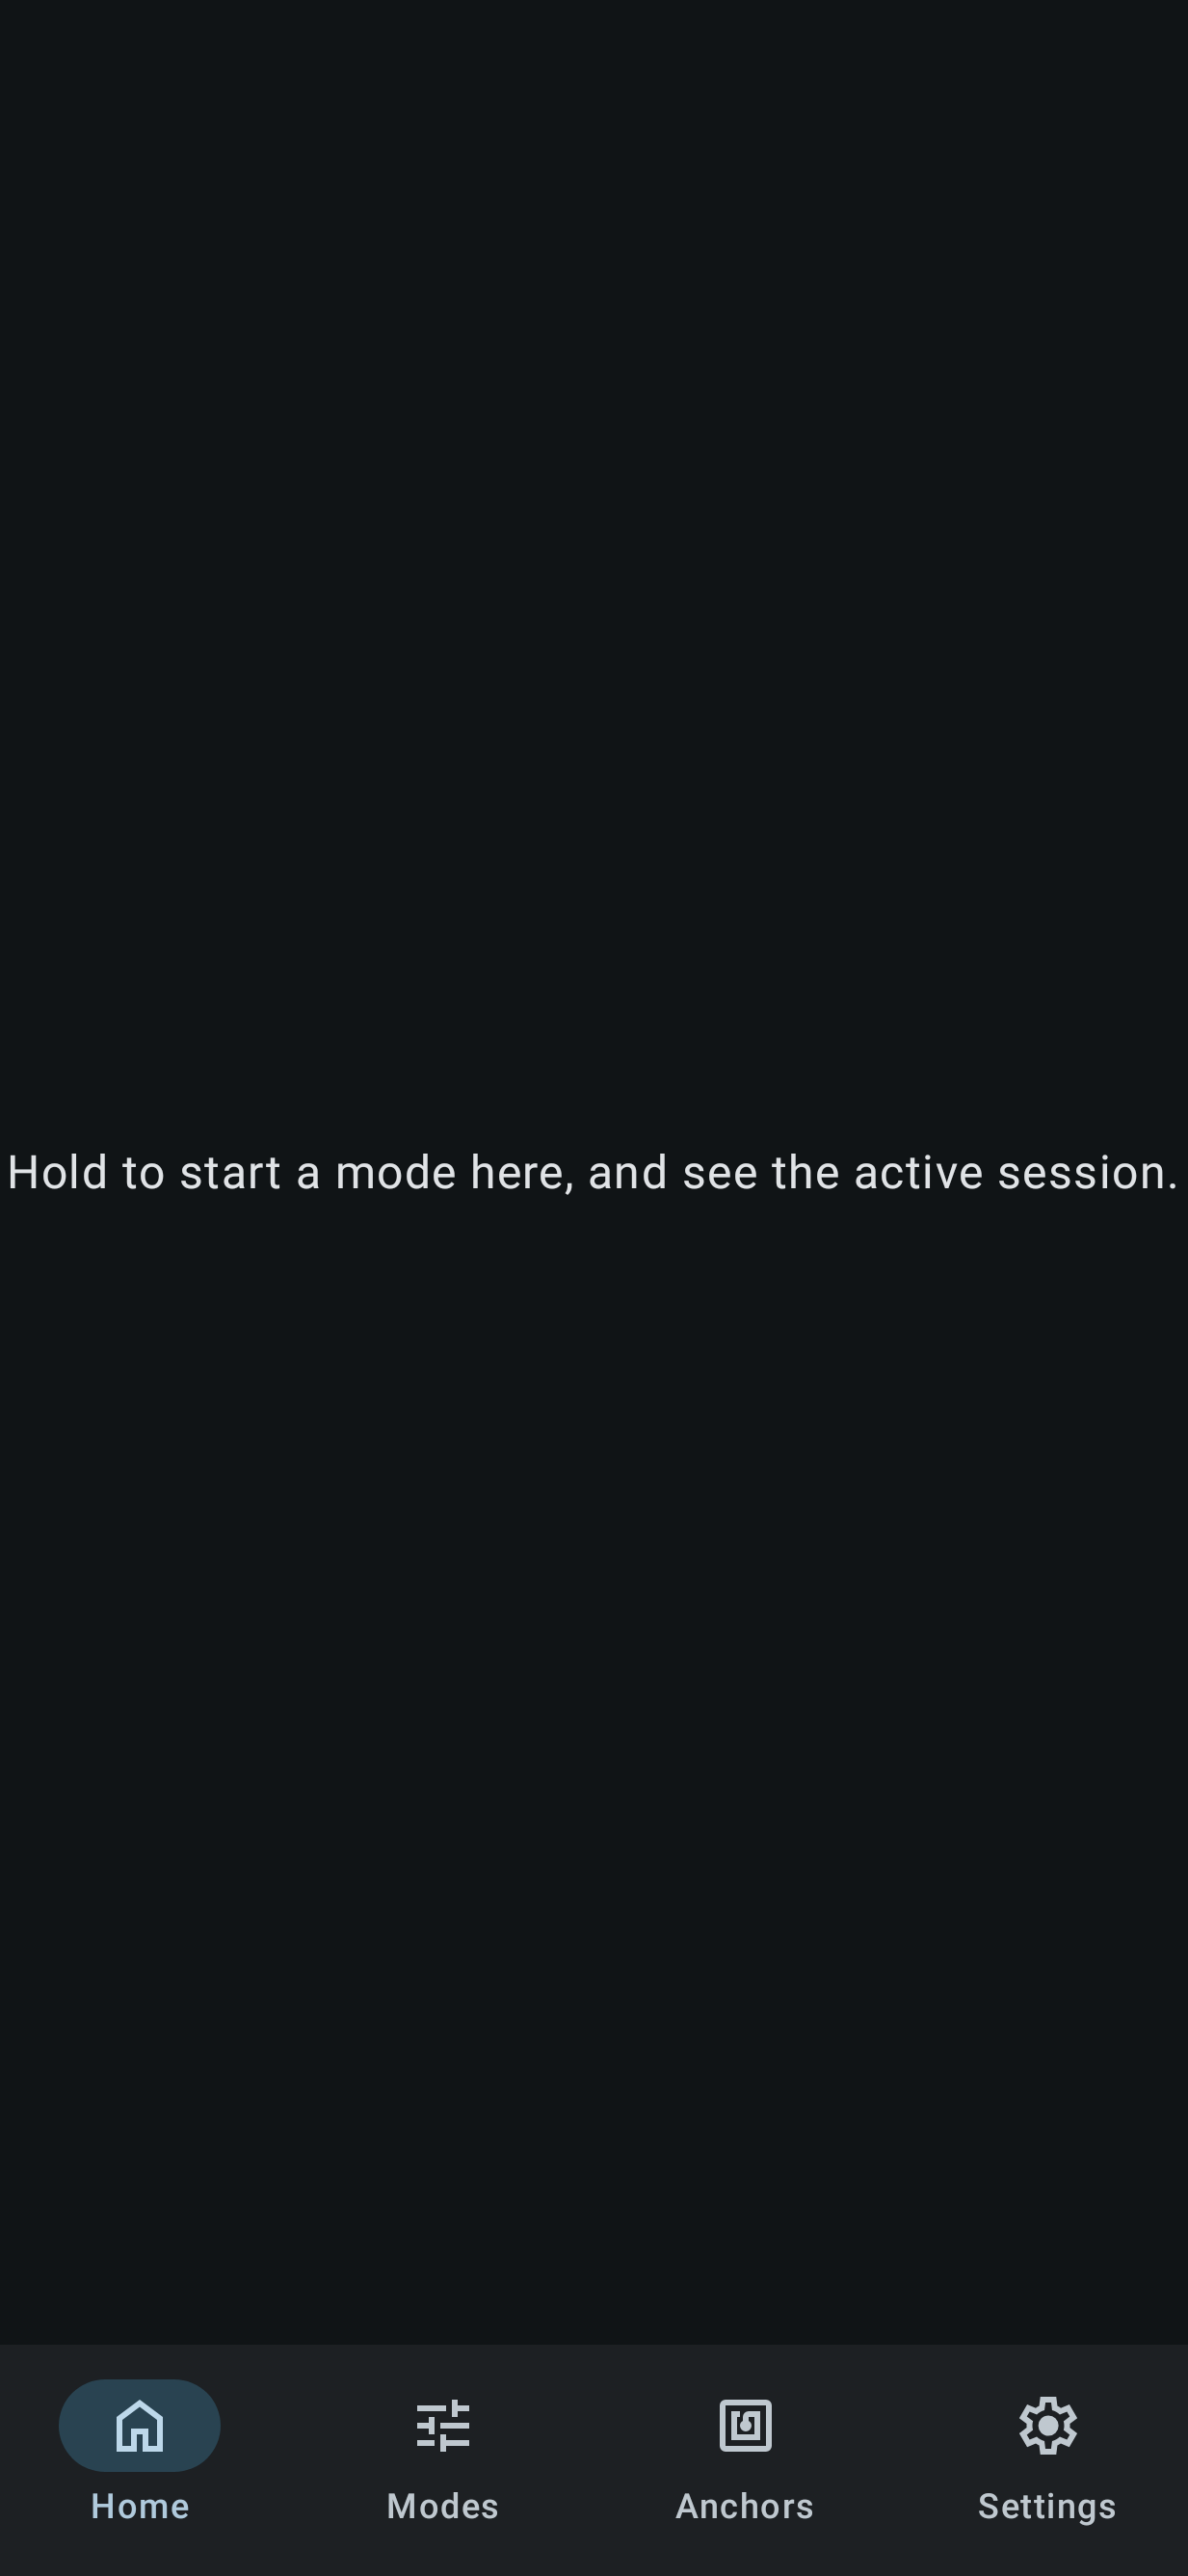 Hold to start a mode here, and see the active session.
Home
Modes
Anchors
Settings